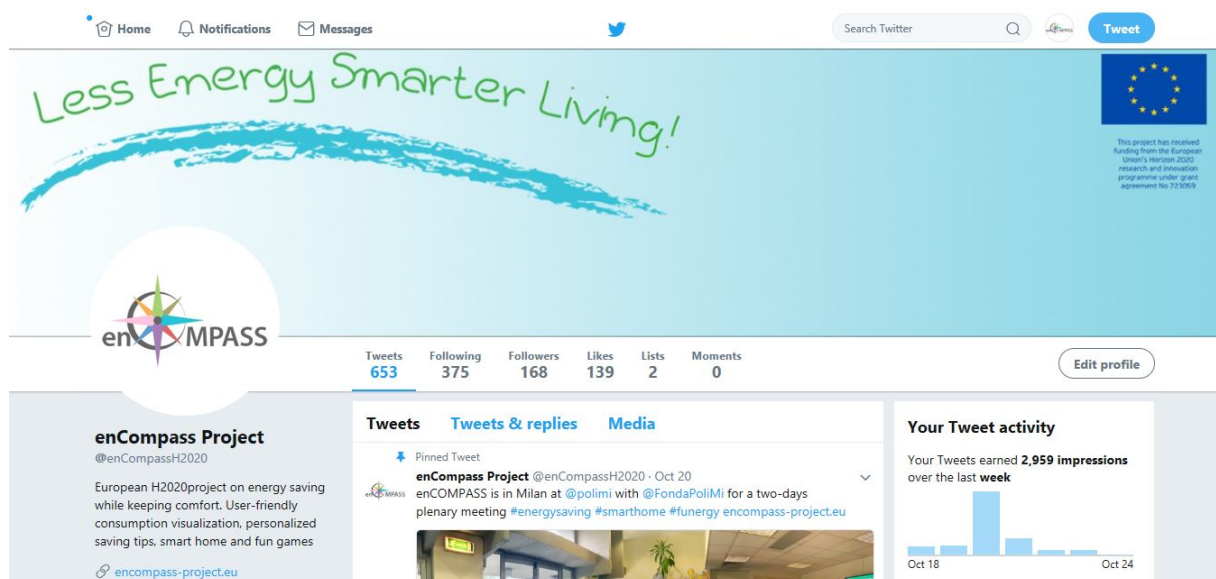 Home Notifications Messages Search Twitter Tweet
Less Energy Smarter Living!
This project has received
funding from the European
Union's Horizon 2020
research and innovation
programme under grant
agreement No 723059
enCOMPASS
Tweets Following Followers Likes Lists Moments
653 375 168 139 2 0
Edit profile
enCompass Project
@enCompassH2020
European H2020project on energy saving
while keeping comfort. User-friendly
consumption visualization, personalized
saving tips, smart home and fun games
encompass-project.eu
Tweets Tweets & replies Media
Pinned Tweet
enCompass Project @enCompassH2020 · Oct 20
enCOMPASS is in Milan at @polimi with @FondaPoliMi for a two-days
plenary meeting #energysaving #smarthome #funergy encompass-project.eu
Your Tweet activity
Your Tweets earned 2,959 impressions
over the last week
Oct 18 Oct 24